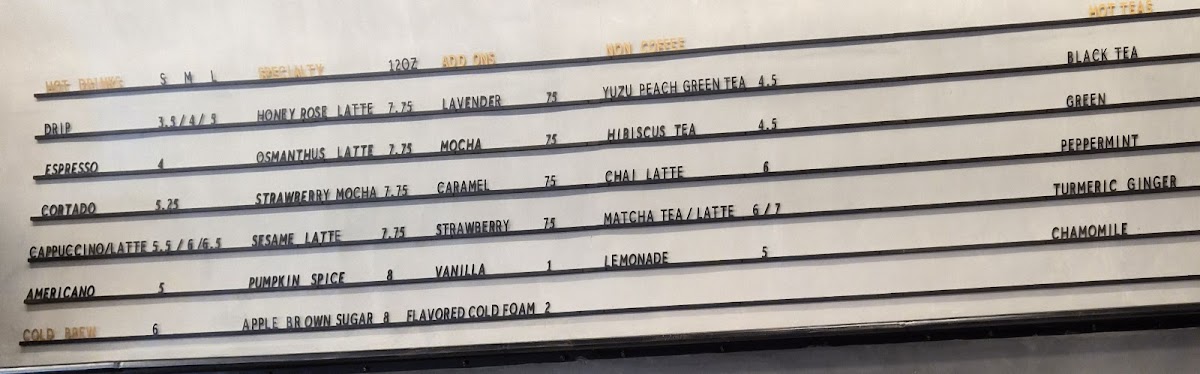 HOT DRINKS S M L
DRIP 3.5/4/5
ESPRESSO 4
CORTADO 5.25
CAPPUCCINO/LATTE 5.5/6/6.5
AMERICANO 5
COLD BREW 6
SPECIALTY 12OZ
HONEY ROSE LATTE 7.75
OSMANTHUS LATTE 7.75
STRAWBERRY MOCHA 7.75
SESAME LATTE 7.75
PUMPKIN SPICE 8
APPLE BROWN SUGAR 8
ADD ONS
LAVENDER 75
MOCHA 75
CARAMEL 75
STRAWBERRY 75
VANILLA 1
FLAVORED COLD FOAM 2
NON COFFEE
YUZU PEACH GREEN TEA 4.5
HIBISCUS TEA 4.5
CHAI LATTE 6
MATCHA TEA/LATTE 6/7
LEMONADE 5
HOT TEAS
BLACK TEA
GREEN
PEPPERMINT
TURMERIC GINGER
CHAMOMILE